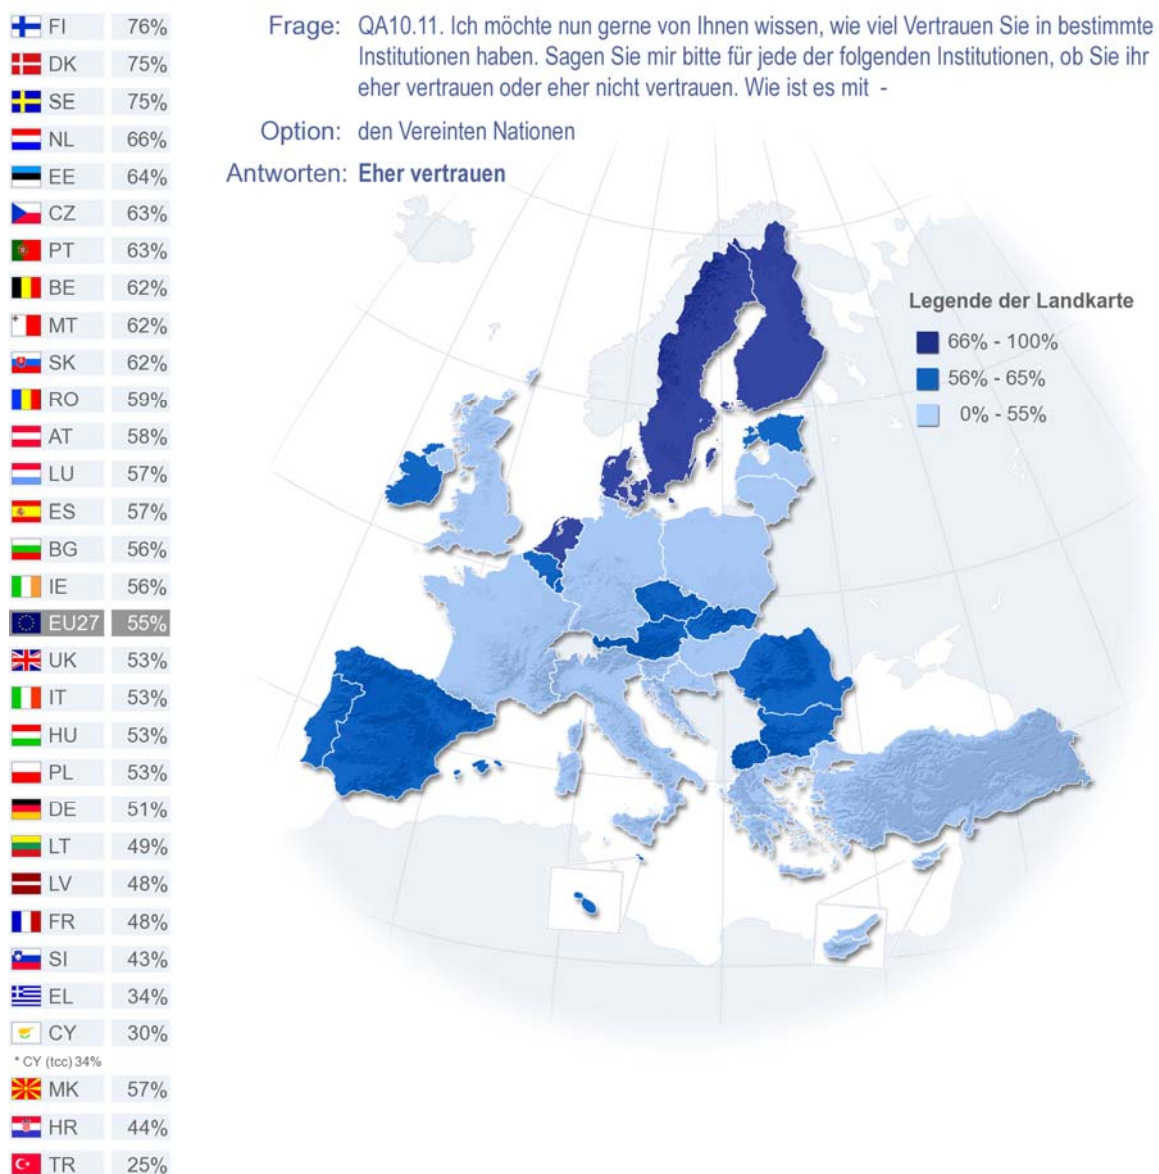 FI 76%
DK 75%
SE 75%
NL 66%
EE 64%
CZ 63%
PT 63%
BE 62%
MT 62%
SK 62%
RO 59%
AT 58%
LU 57%
ES 57%
BG 56%
IE 56%
EU27 55%
UK 53%
IT 53%
HU 53%
PL 53%
DE 51%
LT 49%
LV 48%
FR 48%
SI 43%
EL 34%
CY 30%
* CY (tcc) 34%
MK 57%
HR 44%
TR 25%
Frage: QA10.11. Ich möchte nun gerne von Ihnen wissen, wie viel Vertrauen Sie in bestimmte
Institutionen haben. Sagen Sie mir bitte für jede der folgenden Institutionen, ob Sie ihr
eher vertrauen oder eher nicht vertrauen. Wie ist es mit -
Option: den Vereinten Nationen
Antworten: Eher vertrauen
Legende der Landkarte
66% - 100%
56% - 65%
0% - 55%